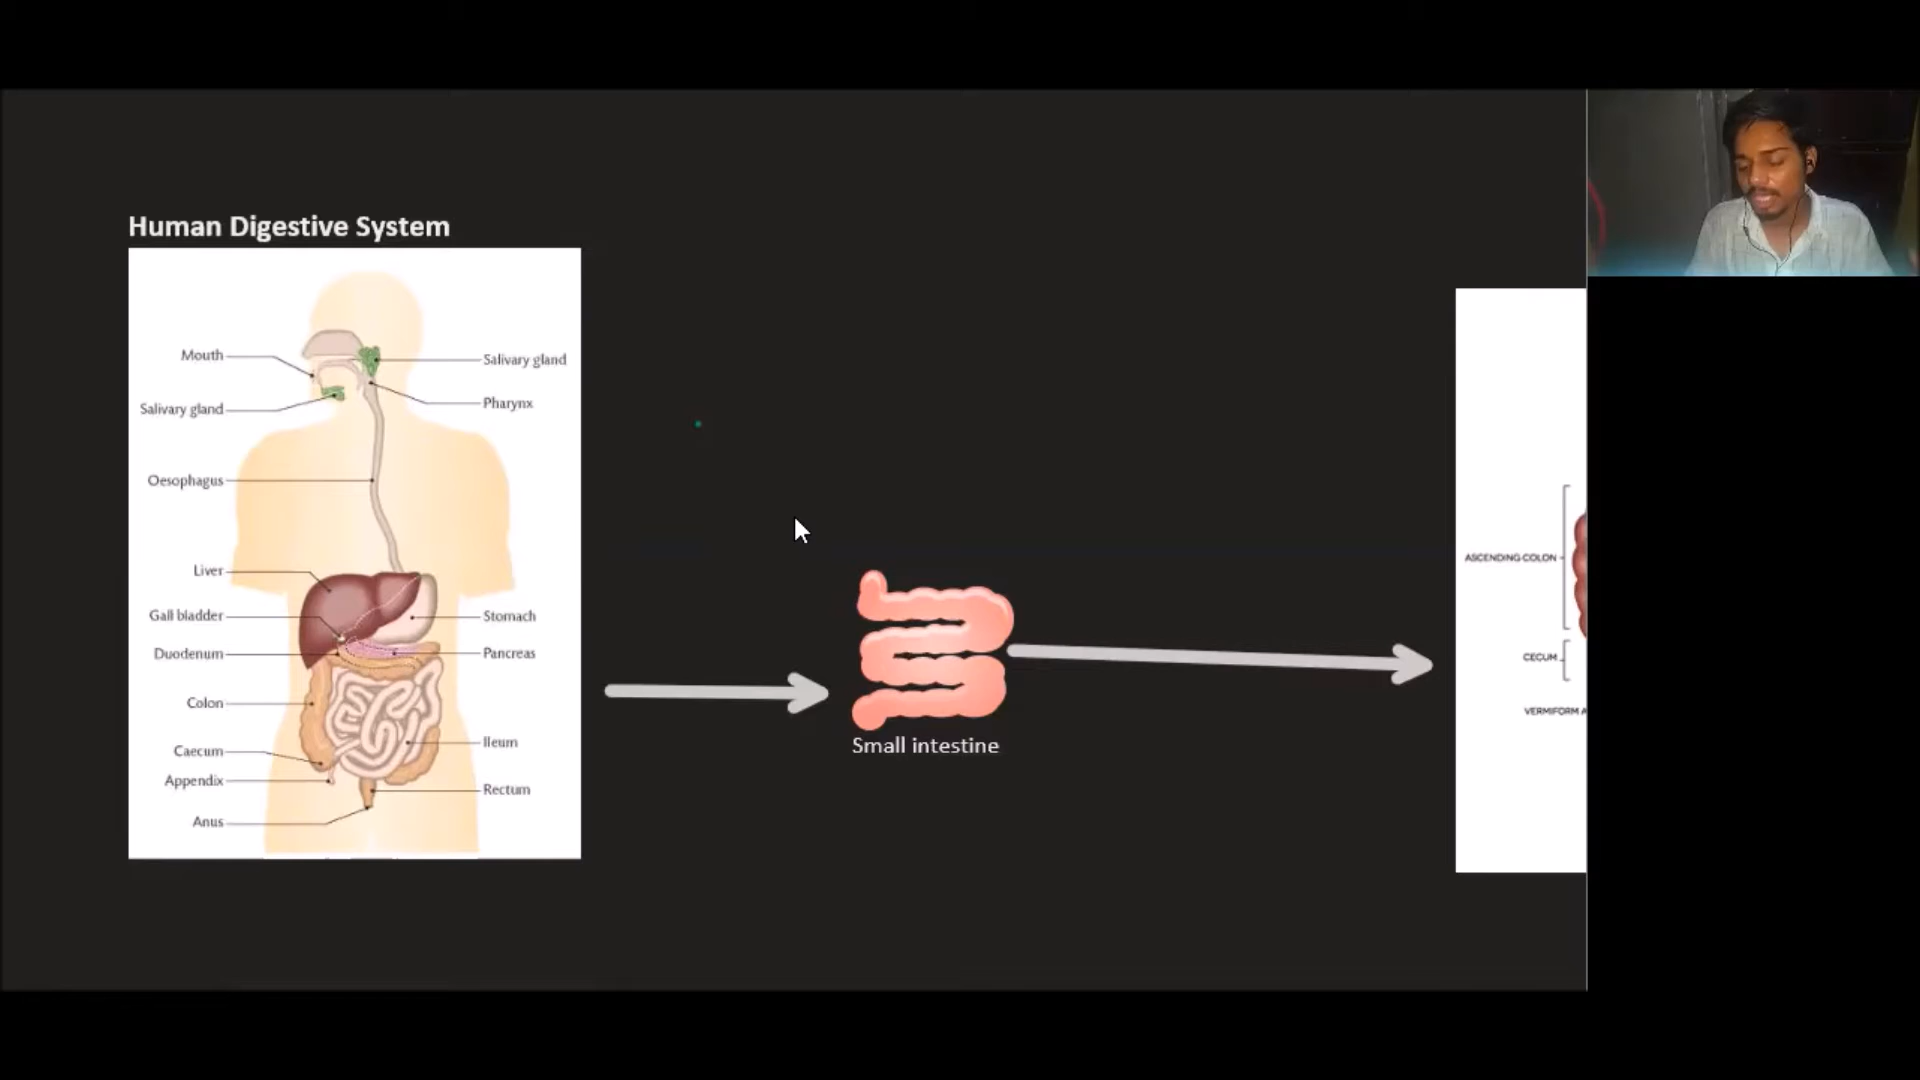 Human Digestive System
Mouth
Salivary gland
Salivary gland
Pharynx
Oesophagus
Liver
Gall bladder
Stomach
Duodenum
Pancreas
Colon
Ileum
Caecum
Appendix
Rectum
Anus
Small intestine
ASCENDING COLON
CECUM
VERMIFORM A